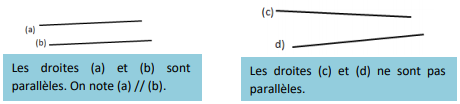 (a)
(b)
Les droites (a) et (b) sont
parallèles. On note (a) // (b).
(c)
d)
Les droites (c) et (d) ne sont pas
parallèles.